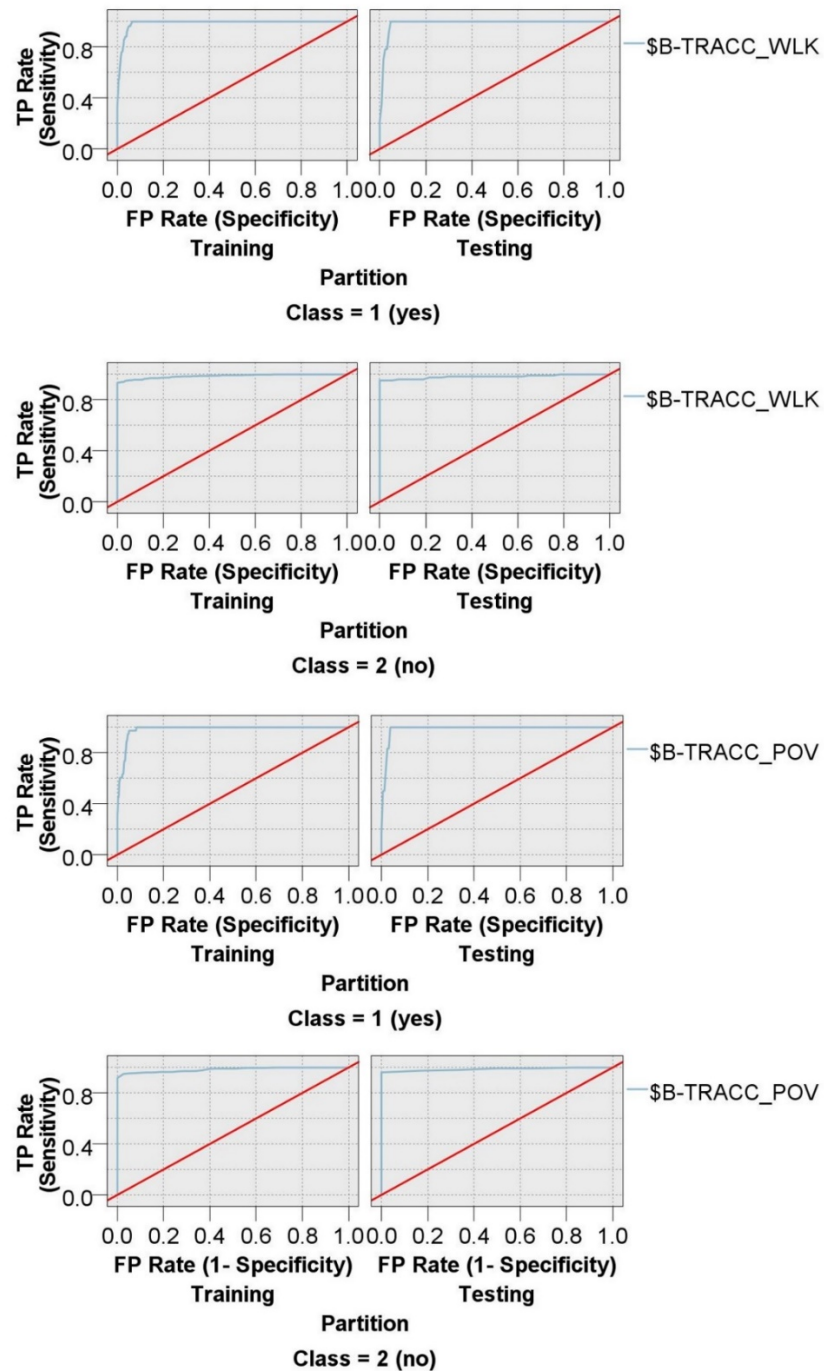 0.8
0.4
0.0
TP Rate
(Sensitivity)
$B-TRACC_WLK
0.0 0.2 0.4 0.6 0.8 1.00.0 0.2 0.4 0.6 0.8 1.0
FP Rate (Specificity) FP Rate (Specificity)
Training Testing
Partition
Class = 1 (yes)
0.8
0.4
0.0
TP Rate
(Sensitivity)
$B-TRACC_WLK
0.0 0.2 0.4 0.6 0.8 1.00.0 0.2 0.4 0.6 0.8 1.0
FP Rate (Specificity) FP Rate (Specificity)
Training Testing
Partition
Class = 2 (no)
0.8
0.4
0.0
TP Rate
(Sensitivity)
$B-TRACC_POV
0.0 0.2 0.4 0.6 0.8 1.0 0.0 0.2 0.4 0.6 0.8 1.0
FP Rate (Specificity) FP Rate (Specificity)
Training Testing
Partition
Class = 1 (yes)
0.8
0.4
0.0
TP Rate
(Sensitivity)
$B-TRACC_POV
0.0 0.2 0.4 0.6 0.8 1.0 0.0 0.2 0.4 0.6 0.8 1.0
FP Rate (1- Specificity) FP Rate (1- Specificity)
Training Testing
Partition
Class = 2 (no)